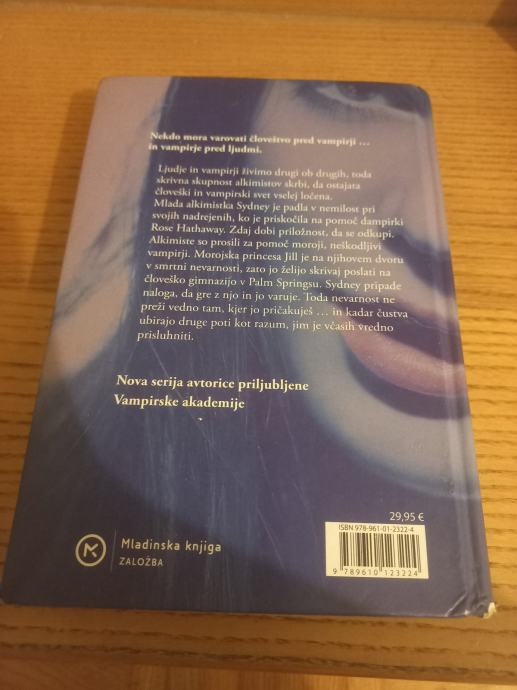 Nekdo mora varovati človeštvo pred vampirji ...
in vampirje pred ljudmi.
Ljudje in vampirji živimo drugi ob drugih, toda
skrivna skupnost alkimistov skrbi, da ostajata
človeški in vampirski svet vselej ločena.
Mlada alkimistka Sydney je padla v nemilost pri
svojih nadrejenih, ko je priskočila na pomoč dampirki
Rose Hathaway. Zdaj dobi priložnost, da se odkupi.
Alkimiste so prosili za pomoč moroji, neškodljivi
vampirji. Morojska princesa Jill je na njihovem dvoru
v smrtni nevarnosti, zato jo želijo skrivaj poslati na
človeško gimnazijo v Palm Springsu. Sydney pripade
naloga, da gre z njo in jo varuje. Toda nevarnost ne
preži vedno tam, kjer jo pričakuješ ... in kadar čustva
ubirajo druge poti kot razum, jim je včasih vredno
prisluhniti.
Nova serija avtorice priljubljene
Vampirske akademije
29,95 €
ISBN 978-961-01-2322-4
9 789610 123224
Mladinska knjiga
ZALOŽBA